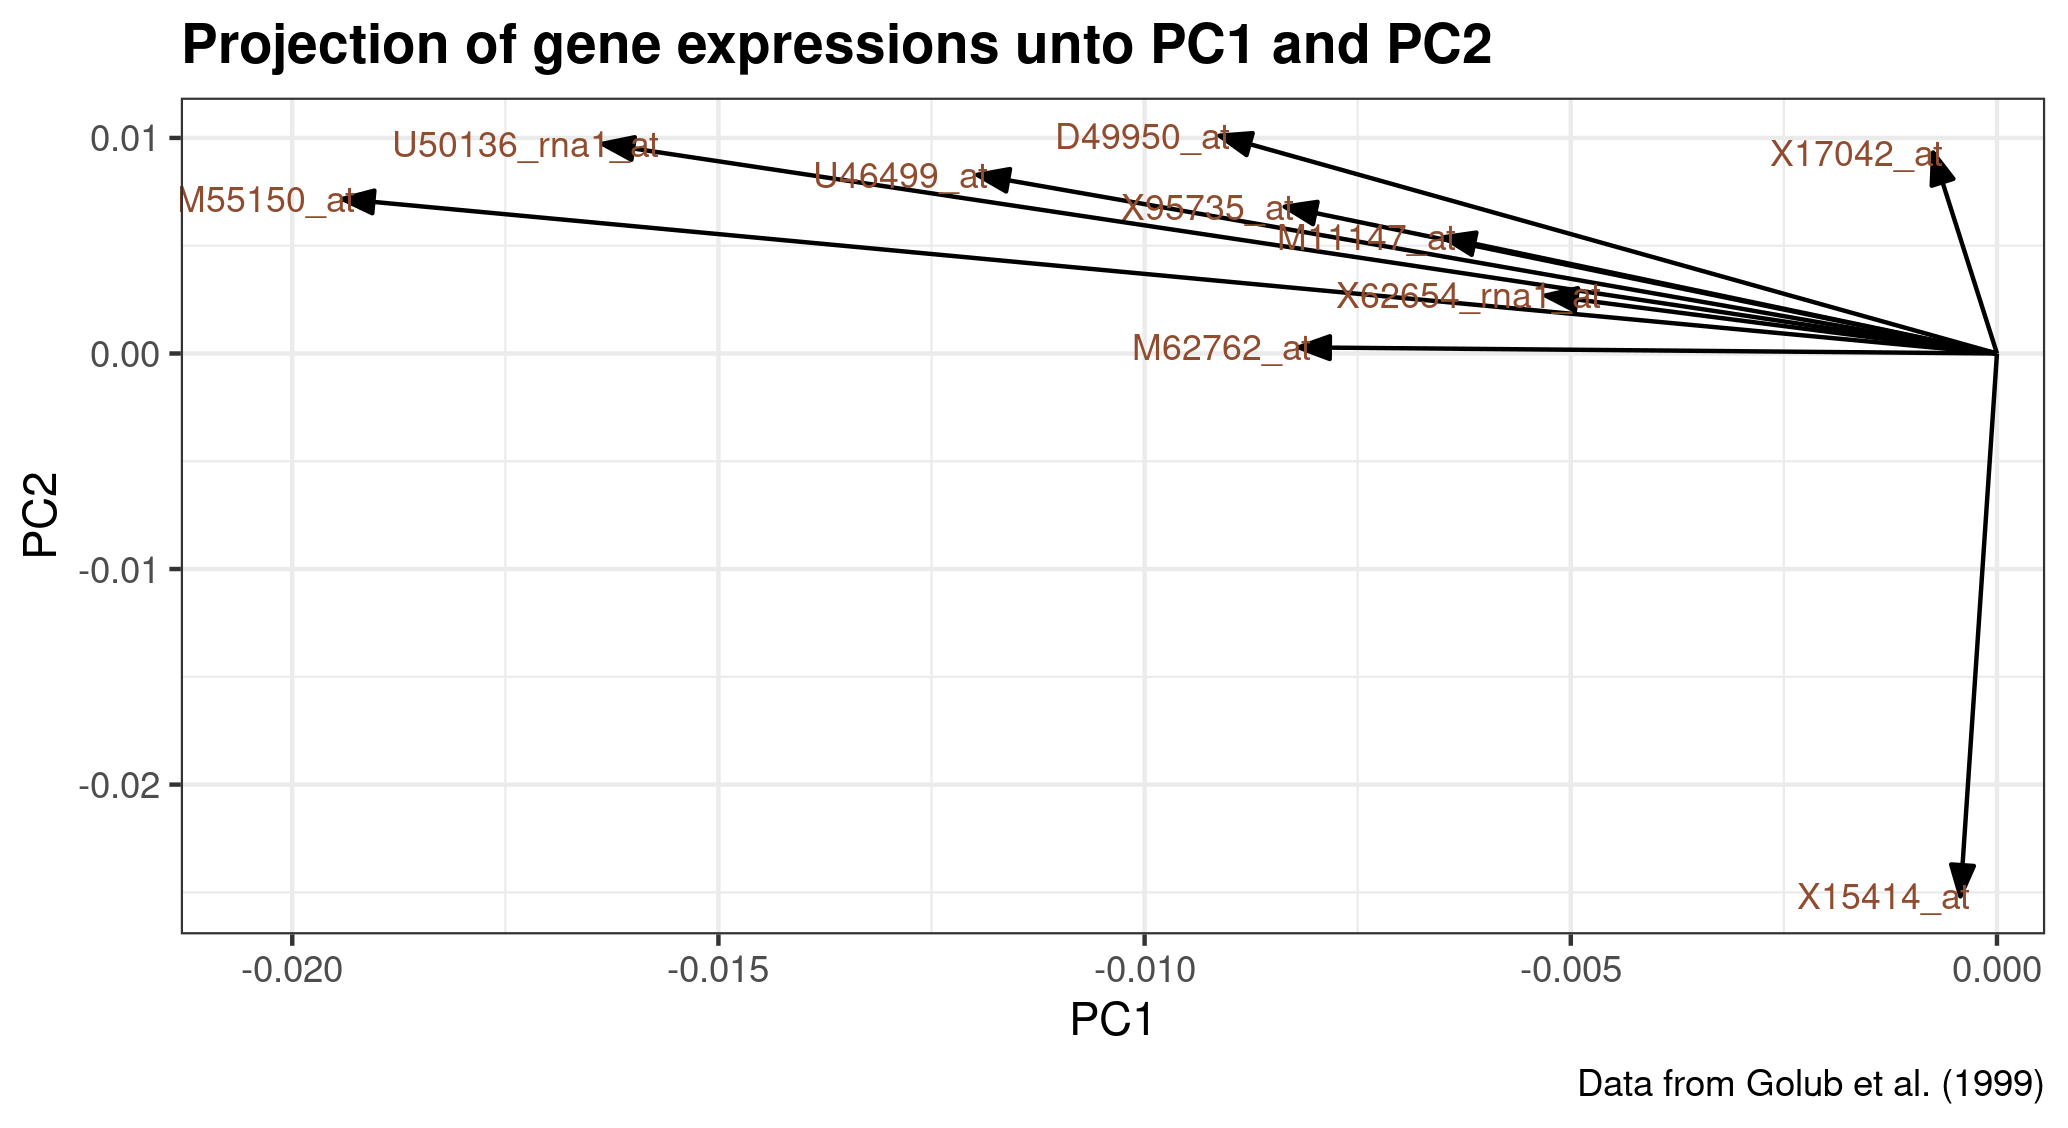 Projection of gene expressions unto PC1 and PC2
0.01
0.00
-0.01
-0.02
PC2
U50136_rna1_at
D49950_at
X17042_at
U46499_at
M55150_at
X95735_at
M11147_at
X62654_rna1_at
M62762_at
X15414_at
-0.020
-0.015
-0.010
-0.005
0.000
PC1
Data from Golub et al. (1999)